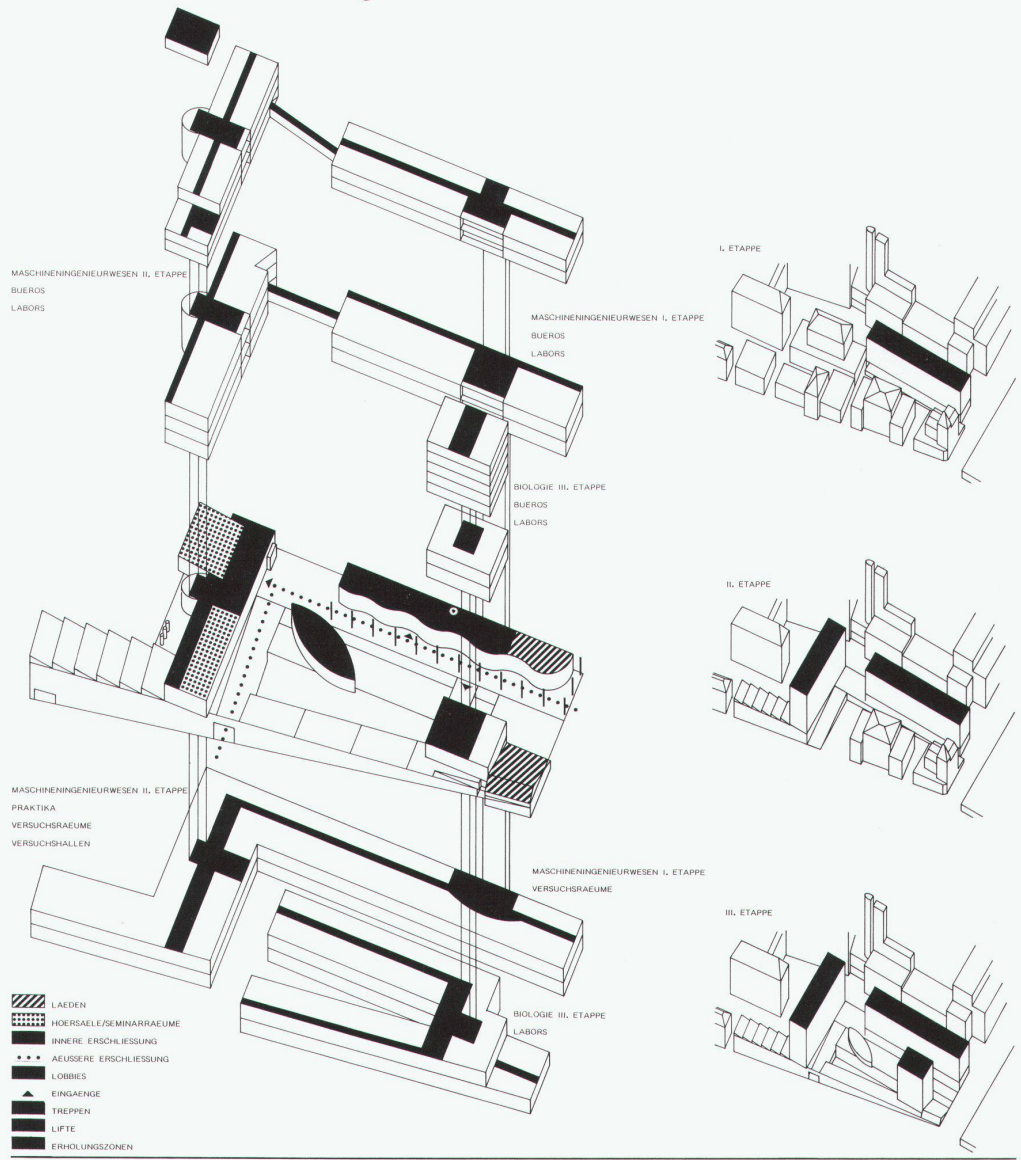 MASCHINENINGENIEURWESEN II. ETAPPE
BUEROS
LABORS
MASCHINENINGENIEURWESEN I. ETAPPE
BUEROS
LABORS
BIOLOGIE III. ETAPPE
BUEROS
LABORS
MASCHINENINGENIEURWESEN II. ETAPPE
PRAKTIKA
VERSUCHSRAEUME
VERSUCHSHALLEN
MASCHINENINGENIEURWESEN I. ETAPPE
VERSUCHSRAEUME
BIOLOGIE III. ETAPPE
LABORS
LAEDEN
HOERSAELE/SEMINARRAEUME
INNERE ERSCHLIESSUNG
AEUSSERE ERSCHLIESSUNG
LOBBIES
EINGAENGE
TREPPEN
LIFTE
ERHOLUNGSZONEN
I. ETAPPE
II. ETAPPE
III. ETAPPE